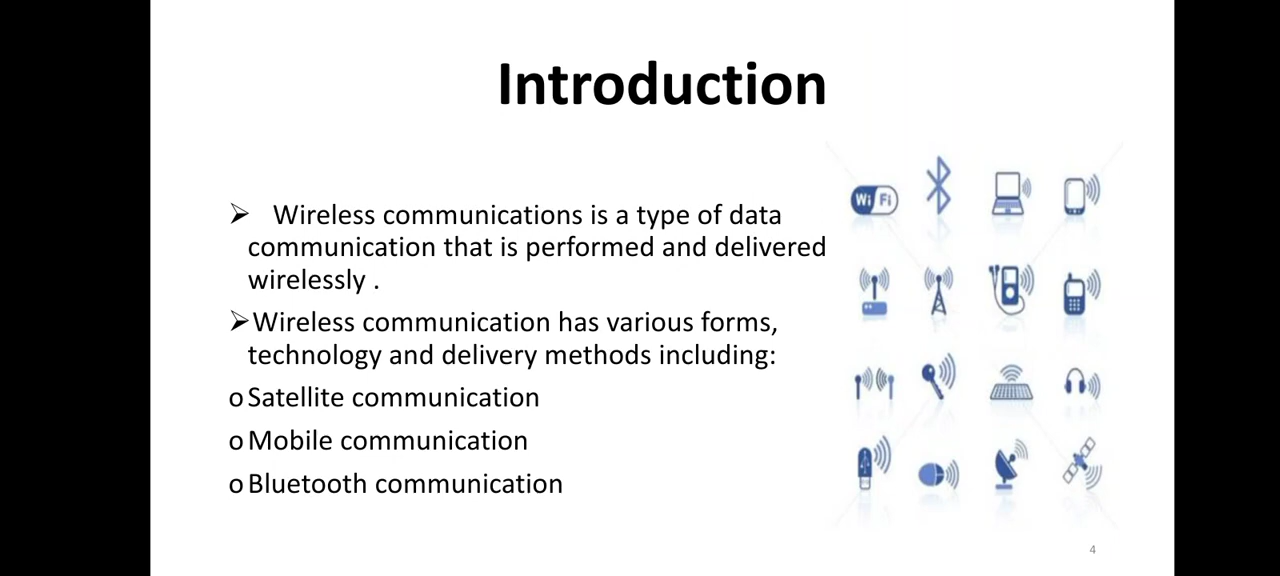 Introduction
➢ Wireless communications is a type of data
communication that is performed and delivered
wirelessly .
➢Wireless communication has various forms,
technology and delivery methods including:
o Satellite communication
o Mobile communication
o Bluetooth communication
Wi Fi
4